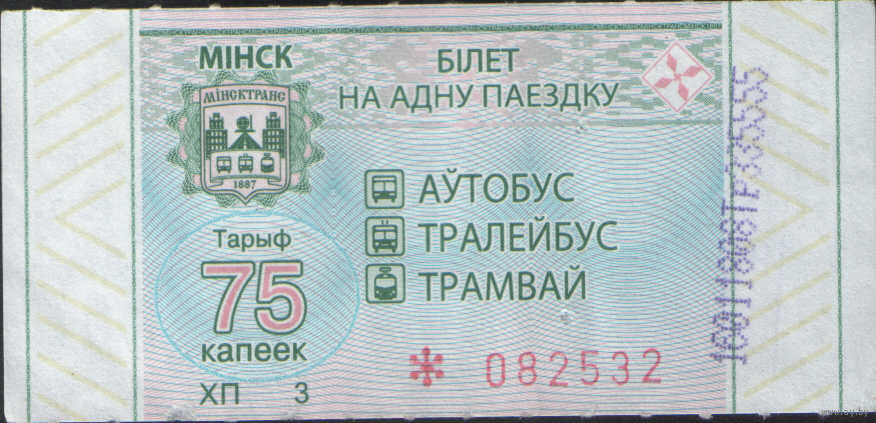 МІНСК
МІНСКТРАНС
1887
БІЛЕТ
НА АДНУ ПАЕЗДКУ
АЎТОБУС
ТРАЛЕЙБУС
ТРАМВАЙ
Тарыф
75
капеек
ХП 3
* 082532